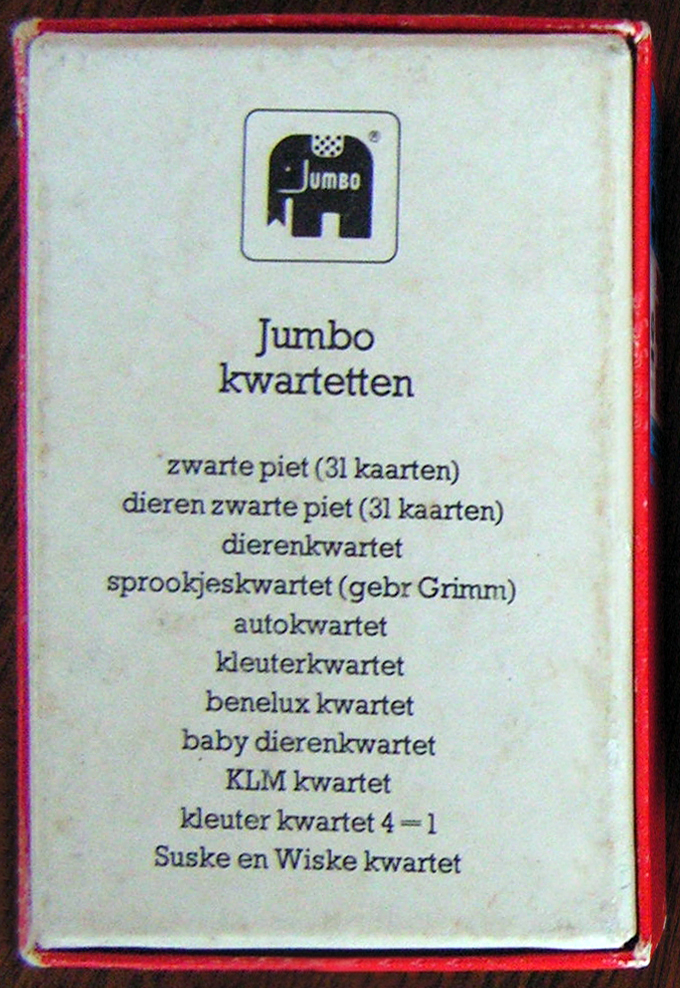 JUMBO
®
Jumbo
kwartetten
zwarte piet (31 kaarten)
dieren zwarte piet (31 kaarten)
dierenkwartet
sprookjeskwartet (gebr Grimm)
autokwartet
kleuterkwartet
benelux kwartet
baby dierenkwartet
KLM kwartet
kleuter kwartet 4=1
Suske en Wiske kwartet